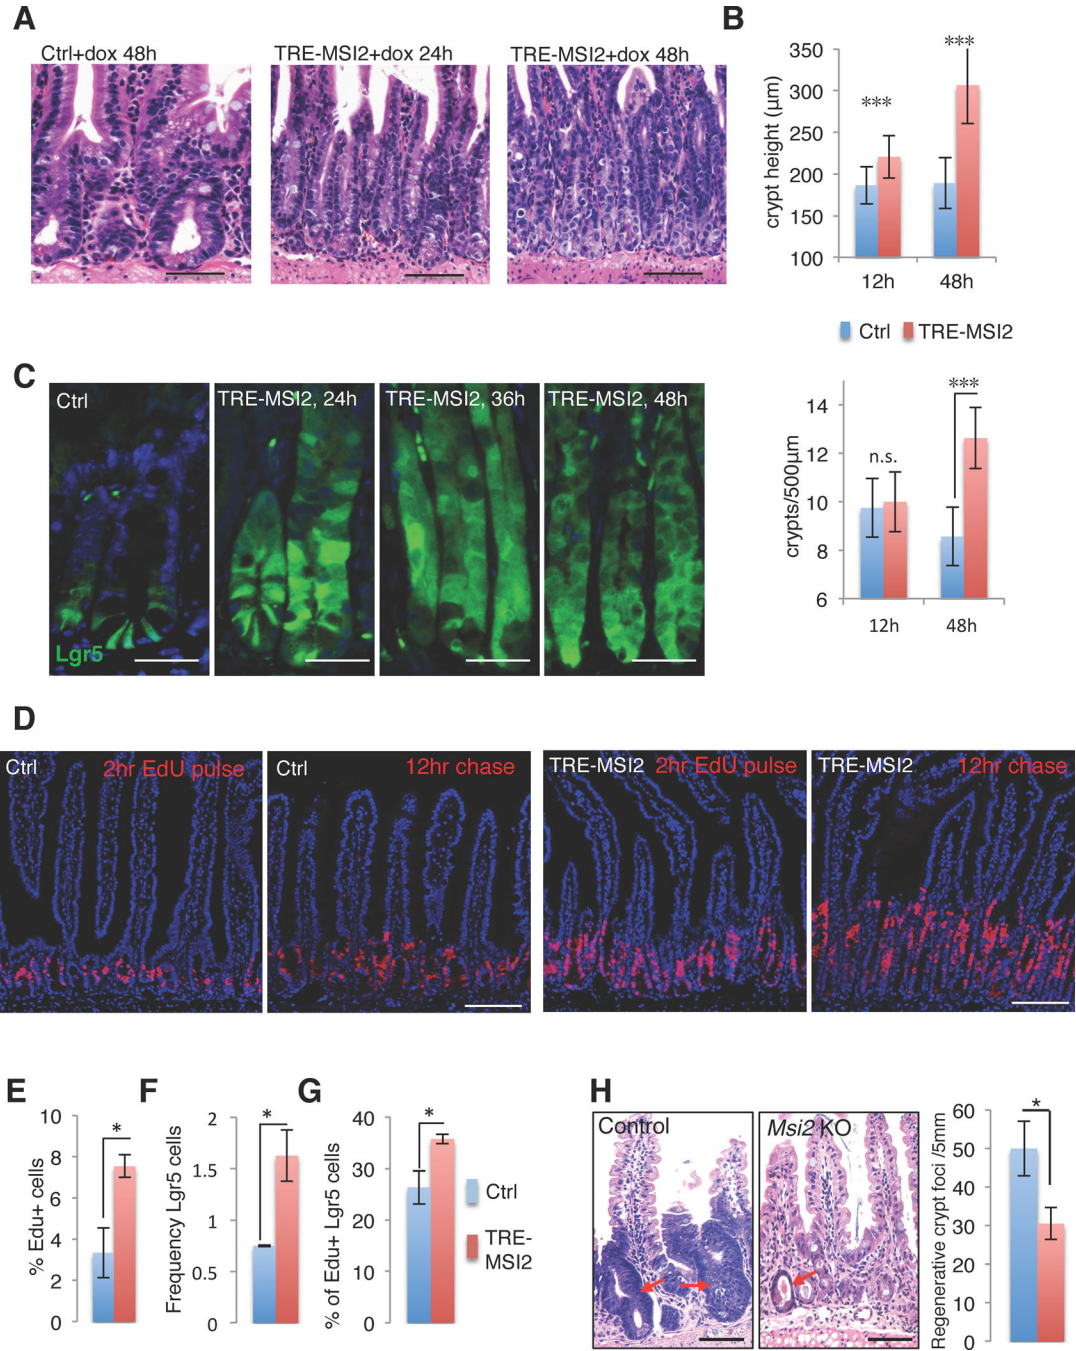 A
Ctrl+dox 48h
TRE-MSI2+dox 24h
TRE-MSI2+dox 48h
B
crypt height (µm)
350
300
250
200
150
100
***
***
12h
48h
Ctrl
TRE-MSI2
crypts/500µm
14
12
10
8
6
n.s.
***
12h
48h
C
Ctrl
Lgr5
TRE-MSI2, 24h
TRE-MSI2, 36h
TRE-MSI2, 48h
D
Ctrl
2hr EdU pulse
Ctrl
12hr chase
TRE-MSI2
2hr EdU pulse
TRE-MSI2
12hr chase
E
% Edu+ cells
10
8
6
4
2
0
*
F
Frequency Lgr5 cells
2
1.5
1
0.5
0
*
G
% of Edu+ Lgr5 cells
40
30
20
10
0
*
Ctrl
TRE-
MSI2
H
Control
Msi2 KO
Regenerative crypt foci /5mm
60
50
40
30
20
10
0
*